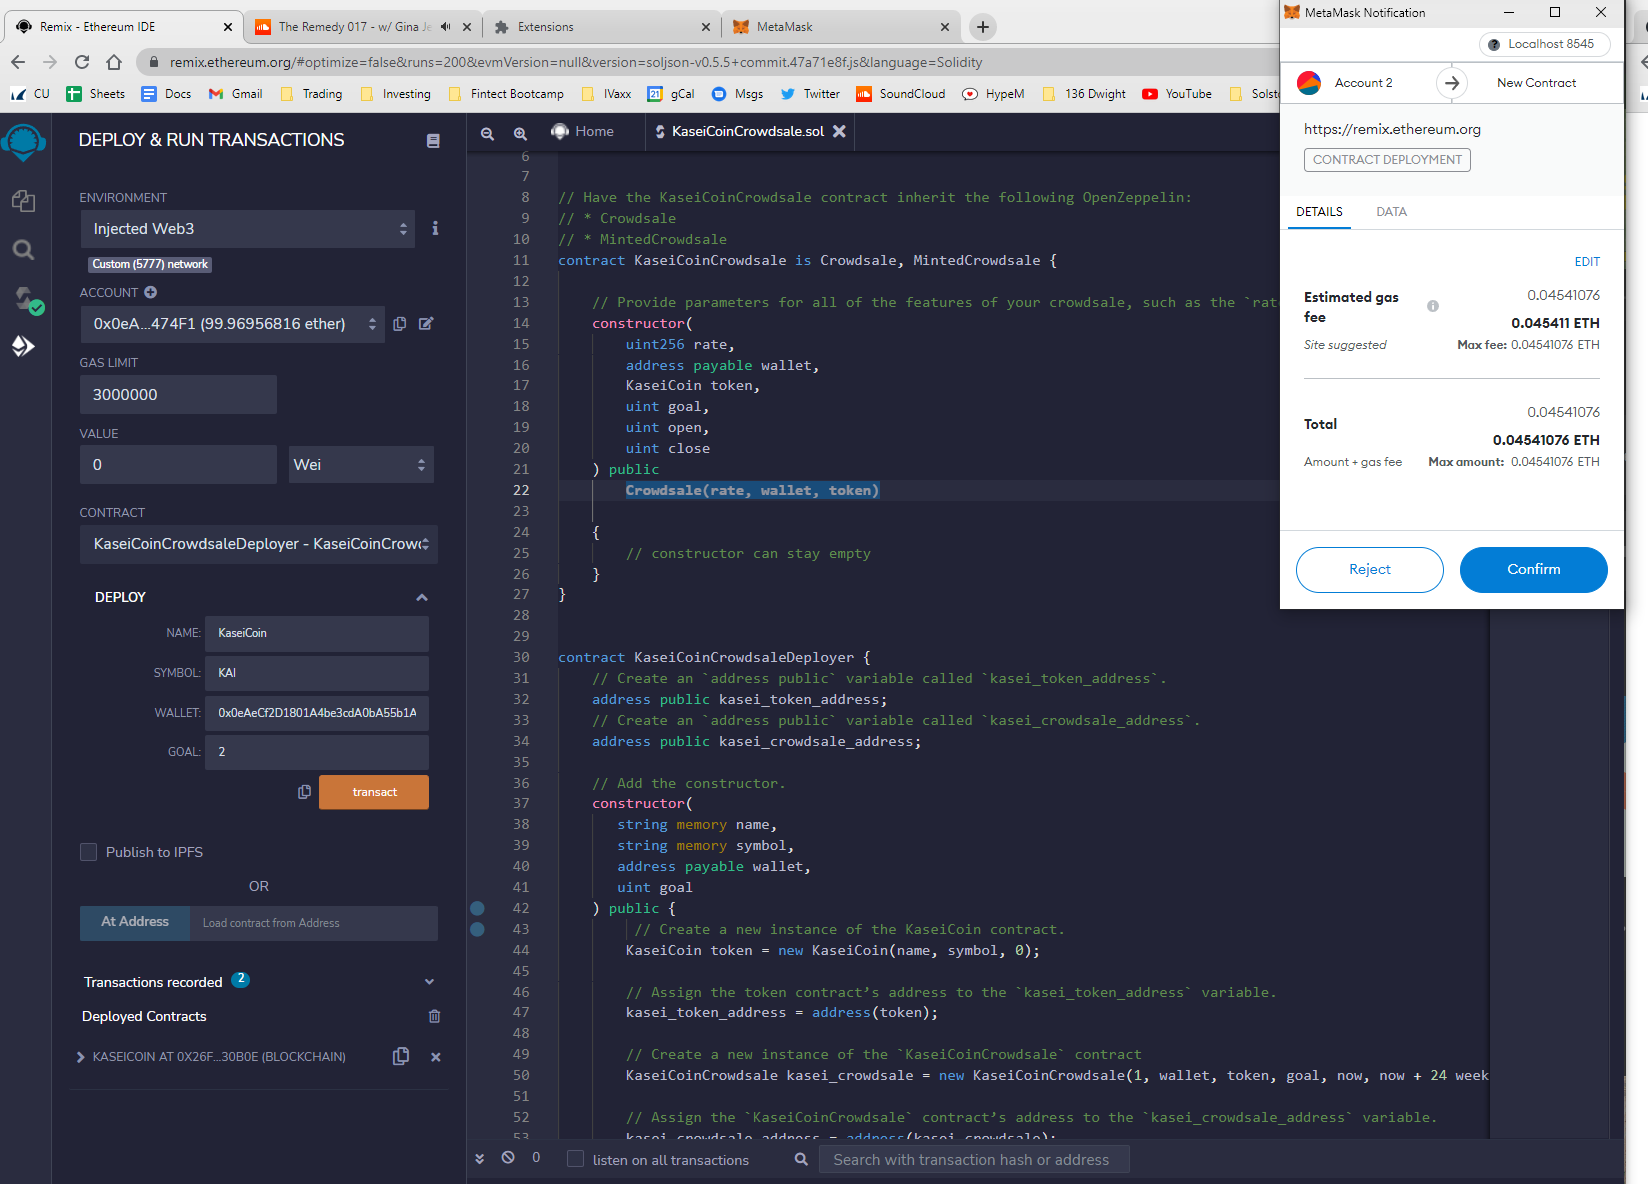 Remix - Ethereum IDE
The Remedy 017 - w/ Gina Je
Extensions
MetaMask
remix.ethereum.org/#optimize=false&runs=200&evmVersion=null&version=soljson-v0.5.5+commit.47a71e8f.js&language=Solidity
CU
Sheets
Docs
Gmail
Trading
Investing
Fintect Bootcamp
IVaxx
21
gCal
Msgs
Twitter
SoundCloud
HypeM
136 Dwight
YouTube
Solst
DEPLOY & RUN TRANSACTIONS
ENVIRONMENT
Injected Web3
Custom (5777) network
ACCOUNT
0x0eA...474F1 (99.96956816 ether)
GAS LIMIT
3000000
VALUE
0
Wei
CONTRACT
KaseiCoinCrowdsaleDeployer - KaseiCoinCrow
DEPLOY
NAME: KaseiCoin
SYMBOL: KAI
WALLET: 0x0eAeCf2D1801A4be3cdA0bA55b1A
GOAL: 2
transact
Publish to IPFS
OR
At Address
Load contract from Address
Transactions recorded 2
Deployed Contracts
KASEICOIN AT 0X26F...30B0E (BLOCKCHAIN)
Home
KaseiCoinCrowdsale.sol
6
7
8 // Have the KaseiCoinCrowdsale contract inherit the following OpenZeppelin:
9 // * Crowdsale
10 // * MintedCrowdsale
11 contract KaseiCoinCrowdsale is Crowdsale, MintedCrowdsale {
12
13 // Provide parameters for all of the features of your crowdsale, such as the `rate
14 constructor(
15 uint256 rate,
16 address payable wallet,
17 KaseiCoin token,
18 uint goal,
19 uint open,
20 uint close
21 ) public
22 Crowdsale(rate, wallet, token)
23
24 {
25 // constructor can stay empty
26 }
27 }
28
29
30 contract KaseiCoinCrowdsaleDeployer {
31 // Create an `address public` variable called `kasei_token_address`.
32 address public kasei_token_address;
33 // Create an `address public` variable called `kasei_crowdsale_address`.
34 address public kasei_crowdsale_address;
35
36 // Add the constructor.
37 constructor(
38 string memory name,
39 string memory symbol,
40 address payable wallet,
41 uint goal
42 ) public {
43 // Create a new instance of the KaseiCoin contract.
44 KaseiCoin token = new KaseiCoin(name, symbol, 0);
45
46 // Assign the token contract’s address to the `kasei_token_address` variable.
47 kasei_token_address = address(token);
48
49 // Create a new instance of the `KaseiCoinCrowdsale` contract
50 KaseiCoinCrowdsale kasei_crowdsale = new KaseiCoinCrowdsale(1, wallet, token, goal, now, now + 24 week
51
52 // Assign the `KaseiCoinCrowdsale` contract’s address to the `kasei_crowdsale_address` variable.
53 kasei_crowdsale_address = address(kasei_crowdsale);
0
listen on all transactions
Search with transaction hash or address
MetaMask Notification
Localhost 8545
Account 2
New Contract
https://remix.ethereum.org
CONTRACT DEPLOYMENT
DETAILS
DATA
EDIT
Estimated gas fee
0.04541076
0.045411 ETH
Site suggested
Max fee: 0.04541076 ETH
0.04541076
Total
0.04541076 ETH
Amount + gas fee
Max amount: 0.04541076 ETH
Reject
Confirm